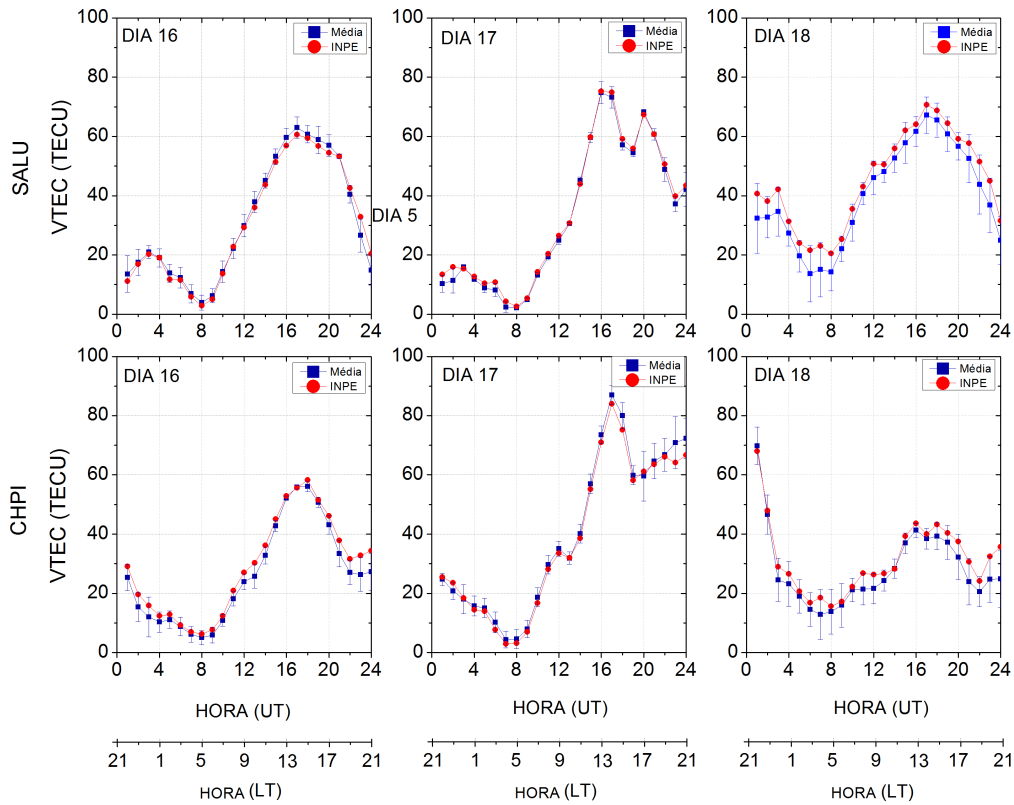 DIA 16
Média
INPE
DIA 17
Média
INPE
DIA 18
Média
INPE
SALU
VTEC (TECU)
100
80
60
40
20
0
100
80
60
40
20
0
100
80
60
40
20
0
DIA 5
0 4 8 12 16 20 24
0 4 8 12 16 20 24
0 4 8 12 16 20 24
DIA 16
Média
INPE
DIA 17
Média
INPE
DIA 18
Média
INPE
CHPI
VTEC (TECU)
100
80
60
40
20
0
100
80
60
40
20
0
100
80
60
40
20
0
0 4 8 12 16 20 24
0 4 8 12 16 20 24
0 4 8 12 16 20 24
HORA (UT)
HORA (UT)
HORA (UT)
21 1 5 9 13 17 21
21 1 5 9 13 17 21
21 1 5 9 13 17 21
HORA (LT)
HORA (LT)
HORA (LT)